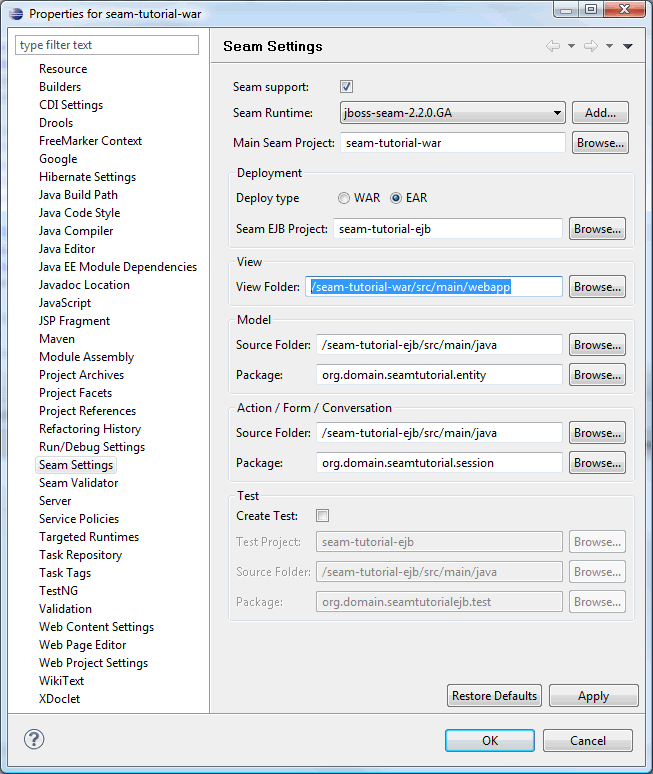 Properties for seam-tutorial-war
type filter text
Resource
Builders
CDI Settings
Drools
FreeMarker Context
Google
Hibernate Settings
Java Build Path
Java Code Style
Java Compiler
Java Editor
Java EE Module Dependencies
Javadoc Location
JavaScript
JSP Fragment
Maven
Module Assembly
Project Archives
Project Facets
Project References
Refactoring History
Run/Debug Settings
Seam Settings
Seam Validator
Server
Service Policies
Targeted Runtimes
Task Repository
Task Tags
TestNG
Validation
Web Content Settings
Web Page Editor
Web Project Settings
WikiText
XDoclet
Seam Settings
Seam support:
Seam Runtime: jboss-seam-2.2.0.GA Add...
Main Seam Project: seam-tutorial-war Browse...
Deployment
Deploy type WAR EAR
Seam EJB Project: seam-tutorial-ejb Browse...
View
View Folder: /seam-tutorial-war/src/main/webapp Browse...
Model
Source Folder: /seam-tutorial-ejb/src/main/java Browse...
Package: org.domain.seamtutorial.entity Browse...
Action / Form / Conversation
Source Folder: /seam-tutorial-ejb/src/main/java Browse...
Package: org.domain.seamtutorial.session Browse...
Test
Create Test:
Test Project: seam-tutorial-ejb Browse...
Source Folder: /seam-tutorial-ejb/src/main/java Browse...
Package: org.domain.seamtutorialejb.test Browse...
Restore Defaults Apply
? OK Cancel